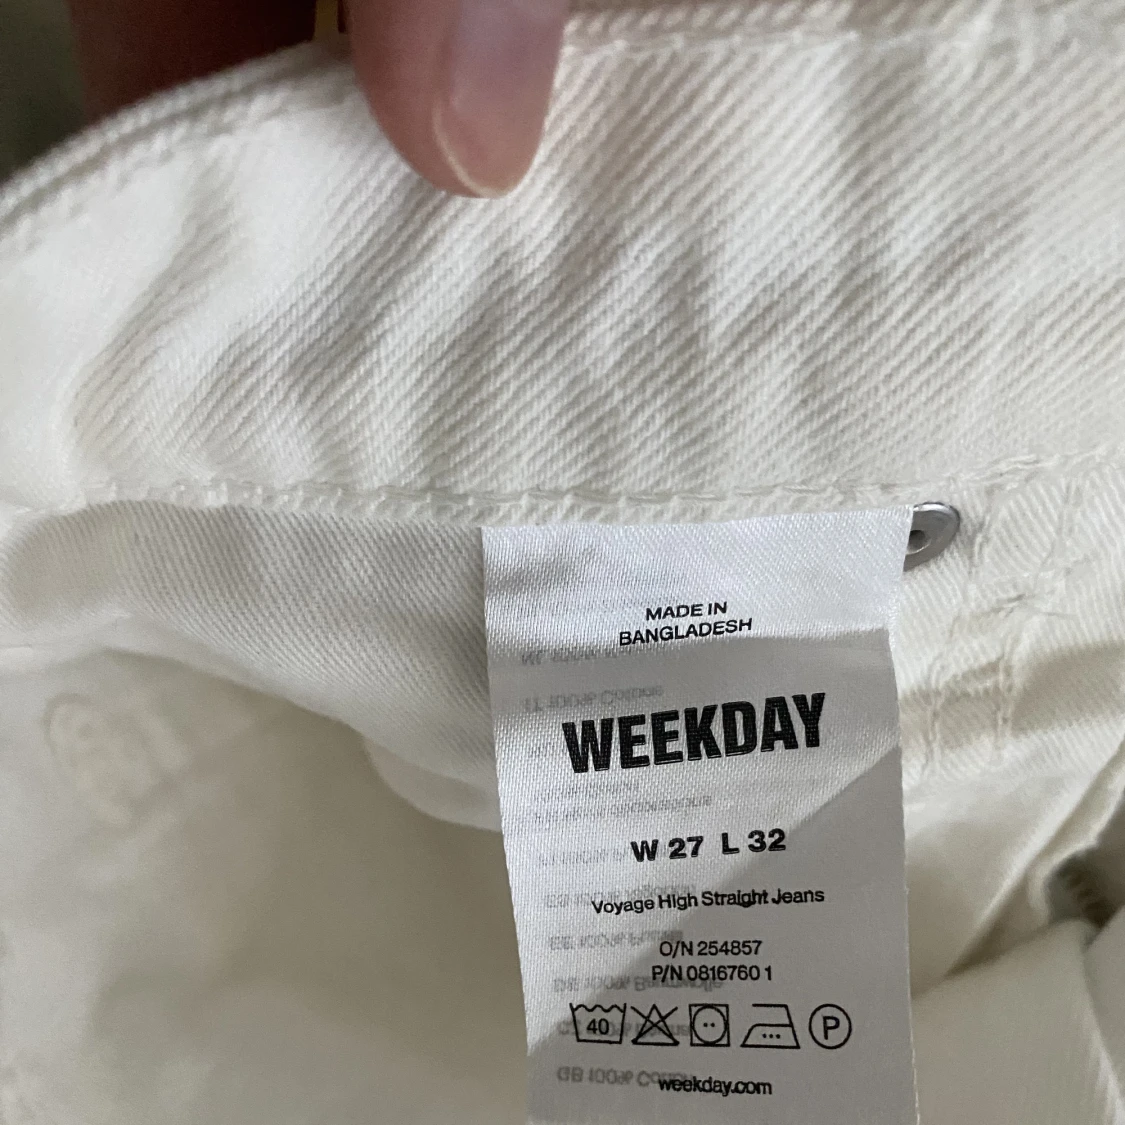 MADE IN
BANGLADESH
WEEKDAY
W 27 L 32
Voyage High Straight Jeans
O/N 254857
P/N 0816760 1
40
P
weekday.com